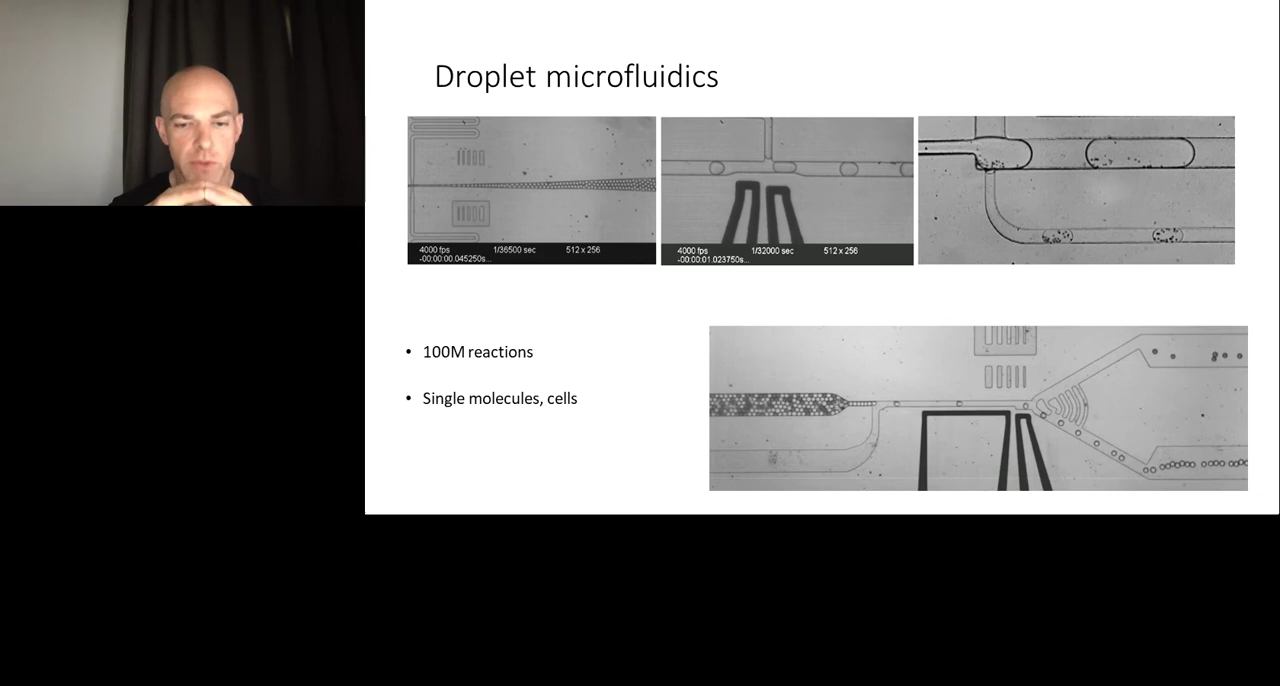 Droplet microfluidics
4000 fps 1/36500 sec 512 x 256
-00:00:00.045250s...
4000 fps 1/32000 sec 512 x 256
-00:00:01.023750s...
• 100M reactions
• Single molecules, cells